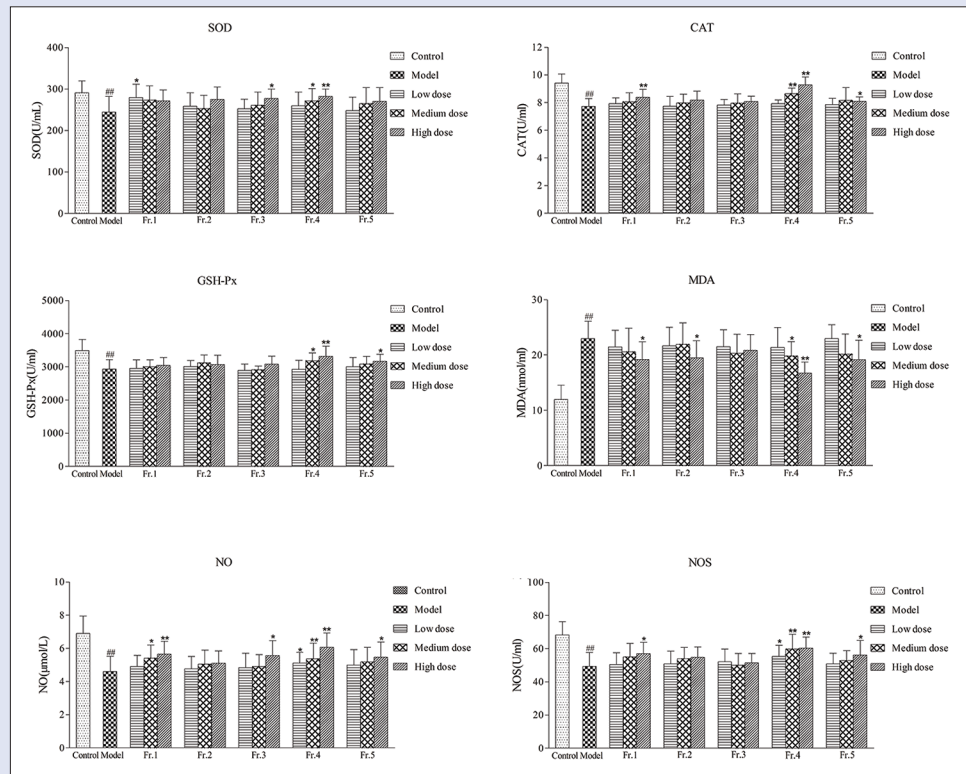 SOD
400
300
200
100
0
SOD(U/mL)
##
*
*
*
**
Control Model Fr.1 Fr.2 Fr.3 Fr.4 Fr.5
Control
Model
Low dose
Medium dose
High dose
CAT
12
10
8
6
4
2
0
CAT(U/ml)
##
**
**
**
*
Control Model Fr.1 Fr.2 Fr.3 Fr.4 Fr.5
Control
Model
Low dose
Medium dose
High dose
GSH-Px
5000
4000
3000
2000
1000
0
GSH-Px(U/ml)
##
*
**
*
Control Model Fr.1 Fr.2 Fr.3 Fr.4 Fr.5
Control
Model
Low dose
Medium dose
High dose
MDA
30
20
10
0
MDA(nmol/ml)
##
*
*
*
**
*
Control Model Fr.1 Fr.2 Fr.3 Fr.4 Fr.5
Control
Model
Low dose
Medium dose
High dose
NO
10
8
6
4
2
0
NO(μmol/L)
##
*
**
*
*
**
**
*
Control Model Fr.1 Fr.2 Fr.3 Fr.4 Fr.5
Control
Model
Low dose
Medium dose
High dose
NOS
100
80
60
40
20
0
NOS(U/ml)
##
*
*
**
**
*
Control Model Fr.1 Fr.2 Fr.3 Fr.4 Fr.5
Control
Model
Low dose
Medium dose
High dose